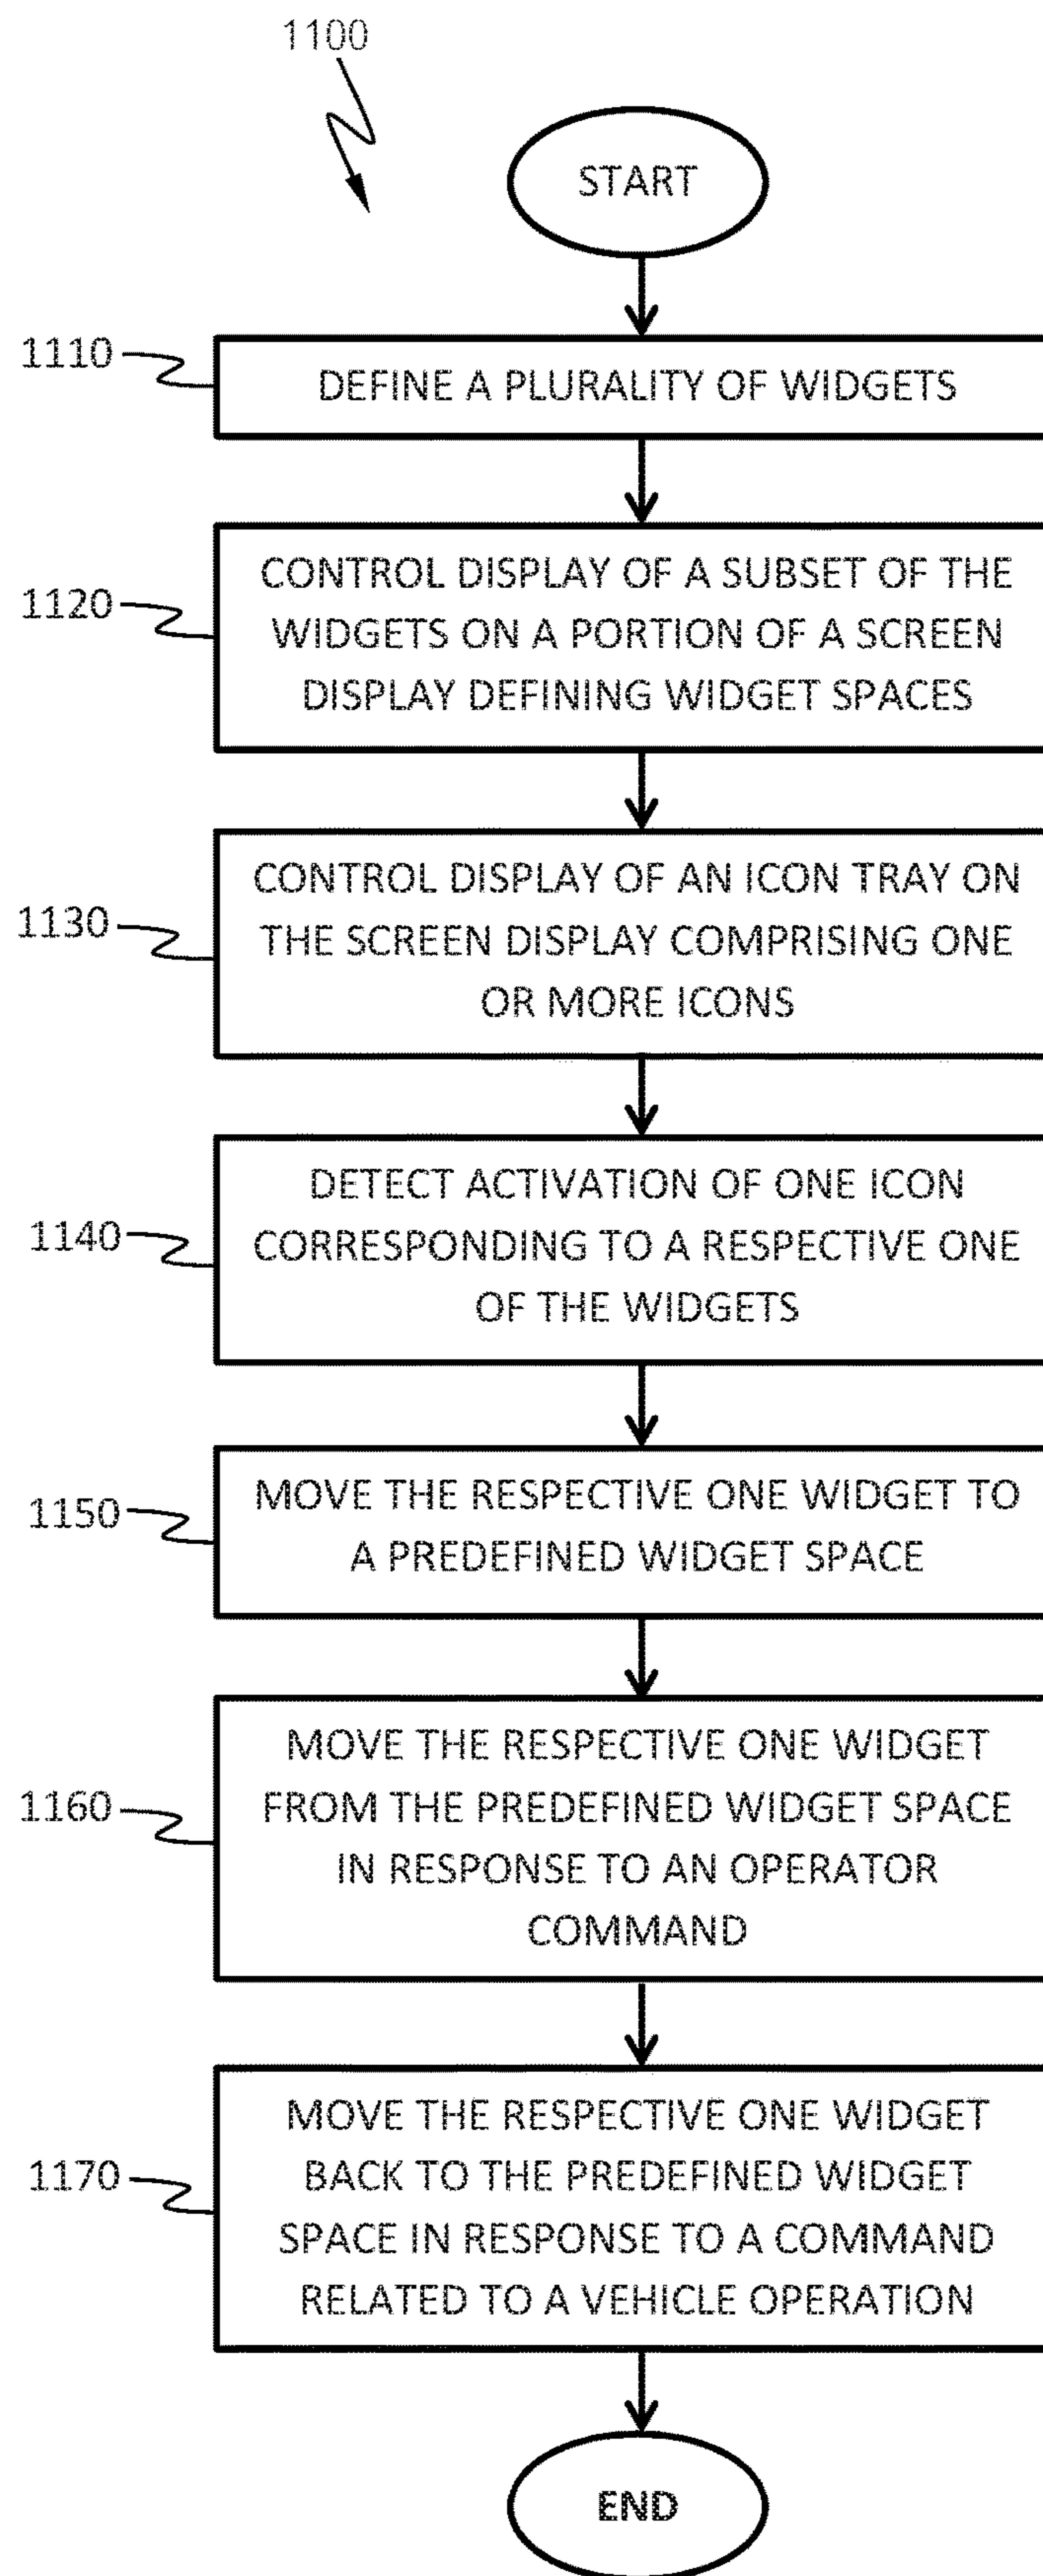 1100
START
1110
DEFINE A PLURALITY OF WIDGETS
1120
CONTROL DISPLAY OF A SUBSET OF THE
WIDGETS ON A PORTION OF A SCREEN
DISPLAY DEFINING WIDGET SPACES
1130
CONTROL DISPLAY OF AN ICON TRAY ON
THE SCREEN DISPLAY COMPRISING ONE
OR MORE ICONS
1140
DETECT ACTIVATION OF ONE ICON
CORRESPONDING TO A RESPECTIVE ONE
OF THE WIDGETS
1150
MOVE THE RESPECTIVE ONE WIDGET TO
A PREDEFINED WIDGET SPACE
1160
MOVE THE RESPECTIVE ONE WIDGET
FROM THE PREDEFINED WIDGET SPACE
IN RESPONSE TO AN OPERATOR
COMMAND
1170
MOVE THE RESPECTIVE ONE WIDGET
BACK TO THE PREDEFINED WIDGET
SPACE IN RESPONSE TO A COMMAND
RELATED TO A VEHICLE OPERATION
END